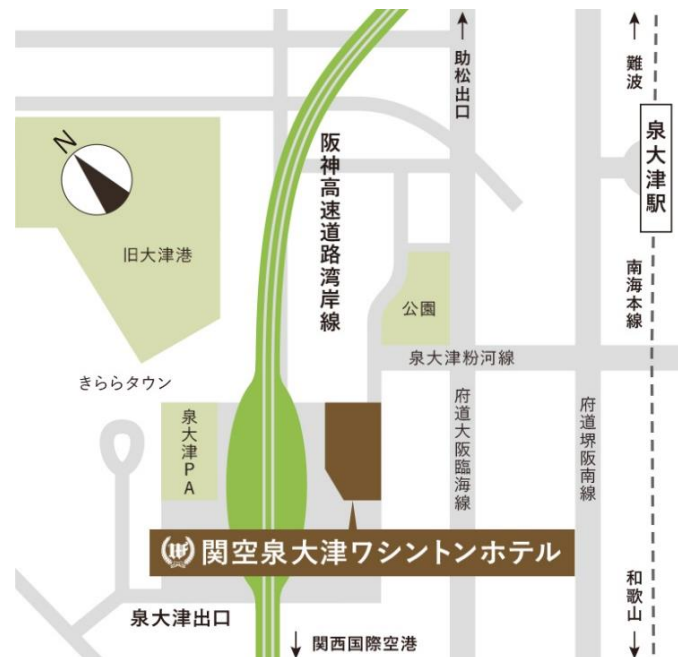 助松出口
難波
N
泉大津駅
阪神高速道路湾岸線
旧大津港
南海本線
公園
泉大津粉河線
きららタウン
泉大津PA
府道大阪臨海線
府道堺阪南線
関空泉大津ワシントンホテル
和歌山
泉大津出口
関西国際空港